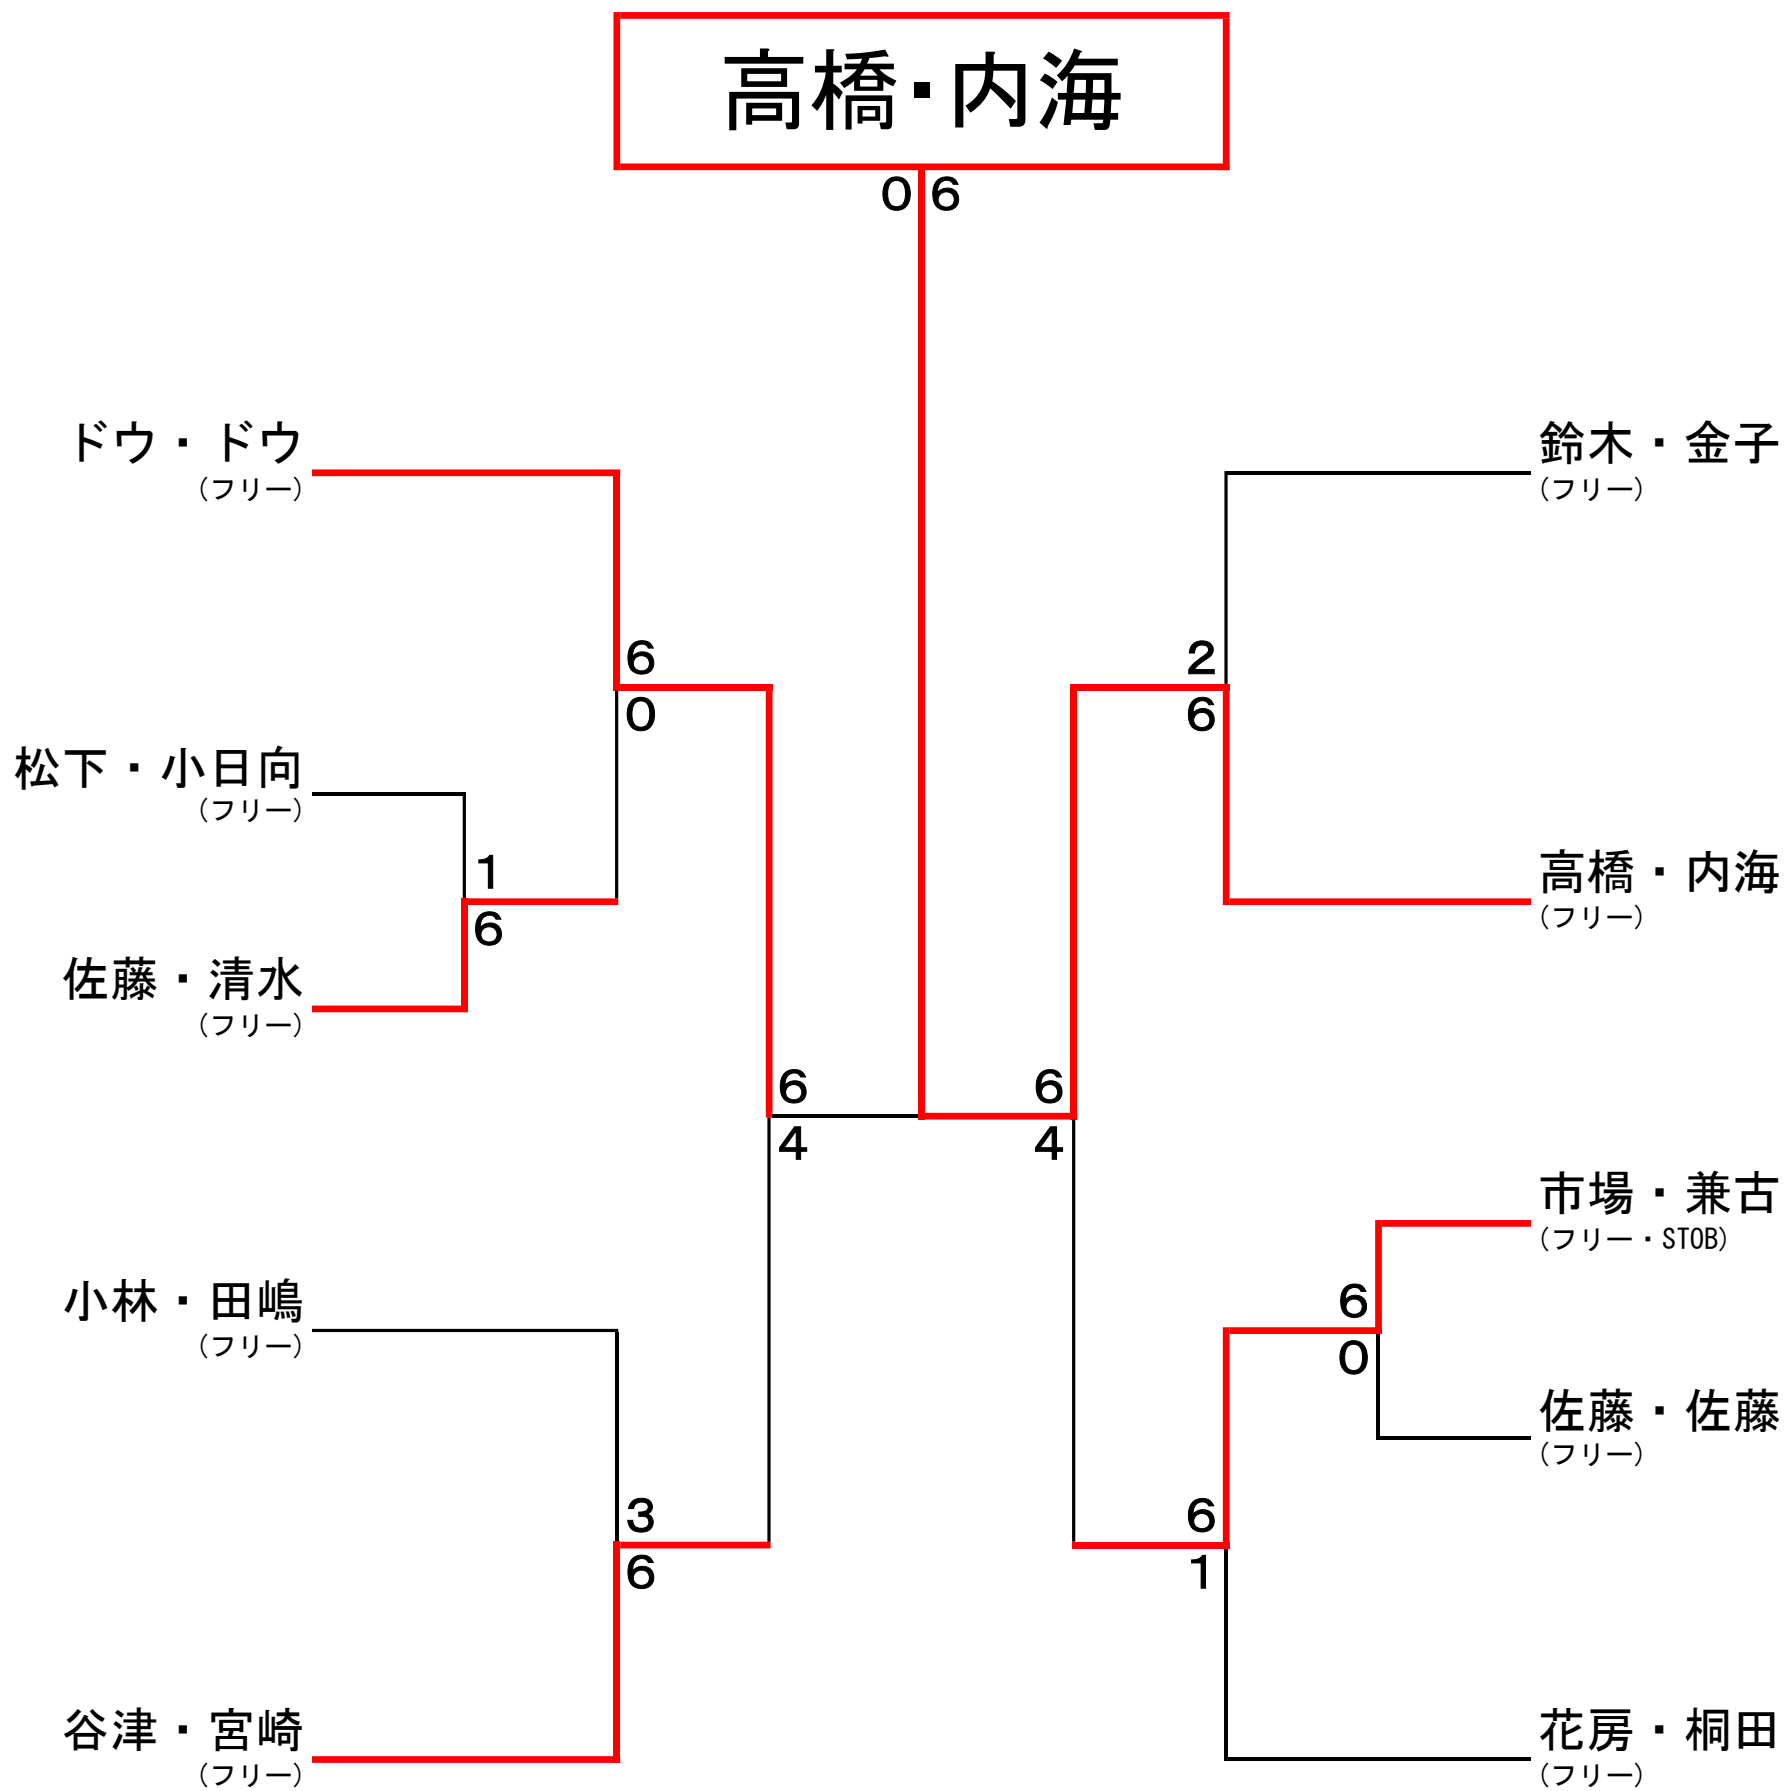 高橋・内海
0 6
ドウ・ドウ
(フリー)
鈴木・金子
(フリー)
6
0
2
6
松下・小日向
(フリー)
1
6
高橋・内海
(フリー)
佐藤・清水
(フリー)
6
4
6
4
市場・兼古
(フリー・STOB)
小林・田嶋
(フリー)
6
0
佐藤・佐藤
(フリー)
3
6
6
1
谷津・宮崎
(フリー)
花房・桐田
(フリー)